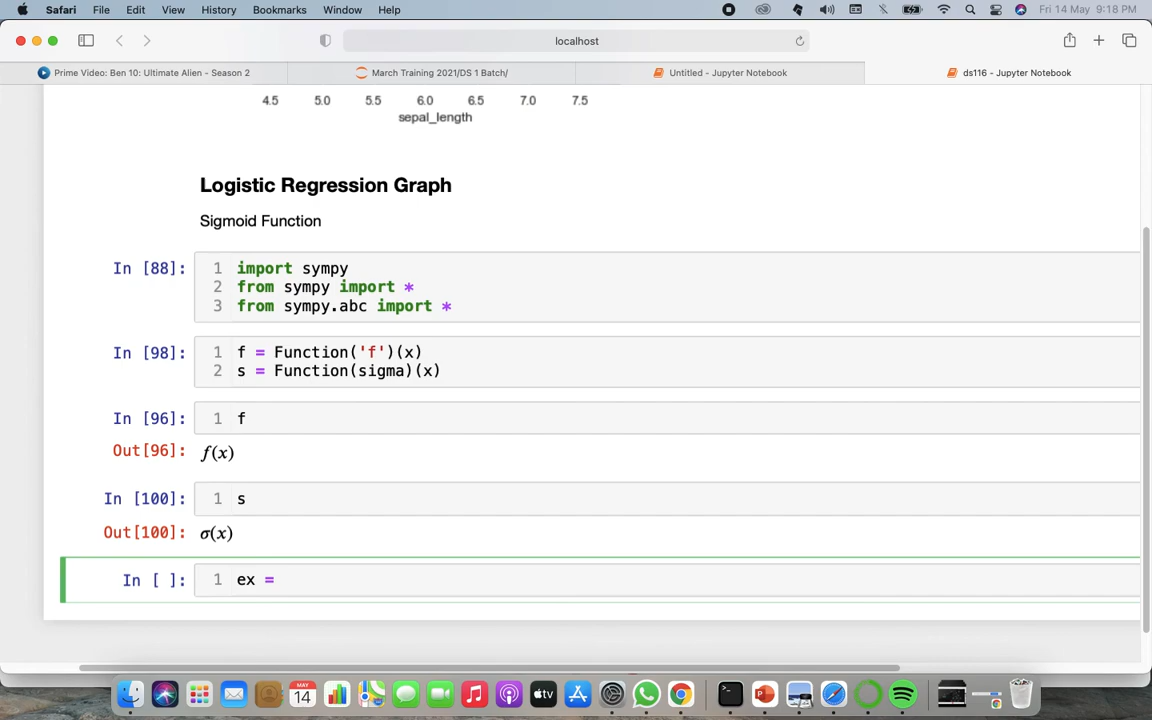 Safari File Edit View History Bookmarks Window Help Fri 14 May 9:18 PM
localhost
Prime Video: Ben 10: Ultimate Alien - Season 2 March Training 2021/DS 1 Batch/ Untitled - Jupyter Notebook ds116 - Jupyter Notebook
4.5 5.0 5.5 6.0 6.5 7.0 7.5
sepal_length
Logistic Regression Graph
Sigmoid Function
In [88]: 1 import sympy
2 from sympy import *
3 from sympy.abc import *
In [98]: 1 f = Function('f')(x)
2 s = Function(sigma)(x)
In [96]: 1 f
Out[96]: f(x)
In [100]: 1 s
Out[100]: σ(x)
In [ ]: 1 ex =
MAY
14
tv